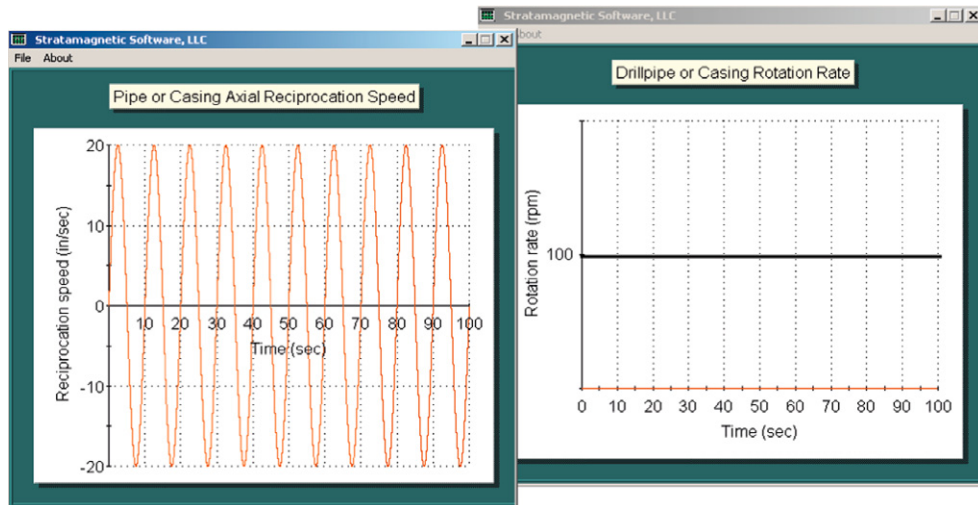 Stratamagnetic Software, LLC
File About
Pipe or Casing Axial Reciprocation Speed
Reciprocation speed (in/sec)
20
10
0
-10
-20
10 20 30 40 50 60 70 80 90 100
Time (sec)
Stratamagnetic Software, LLC
About
Drillpipe or Casing Rotation Rate
Rotation rate (rpm)
100
0 10 20 30 40 50 60 70 80 90 100
Time (sec)